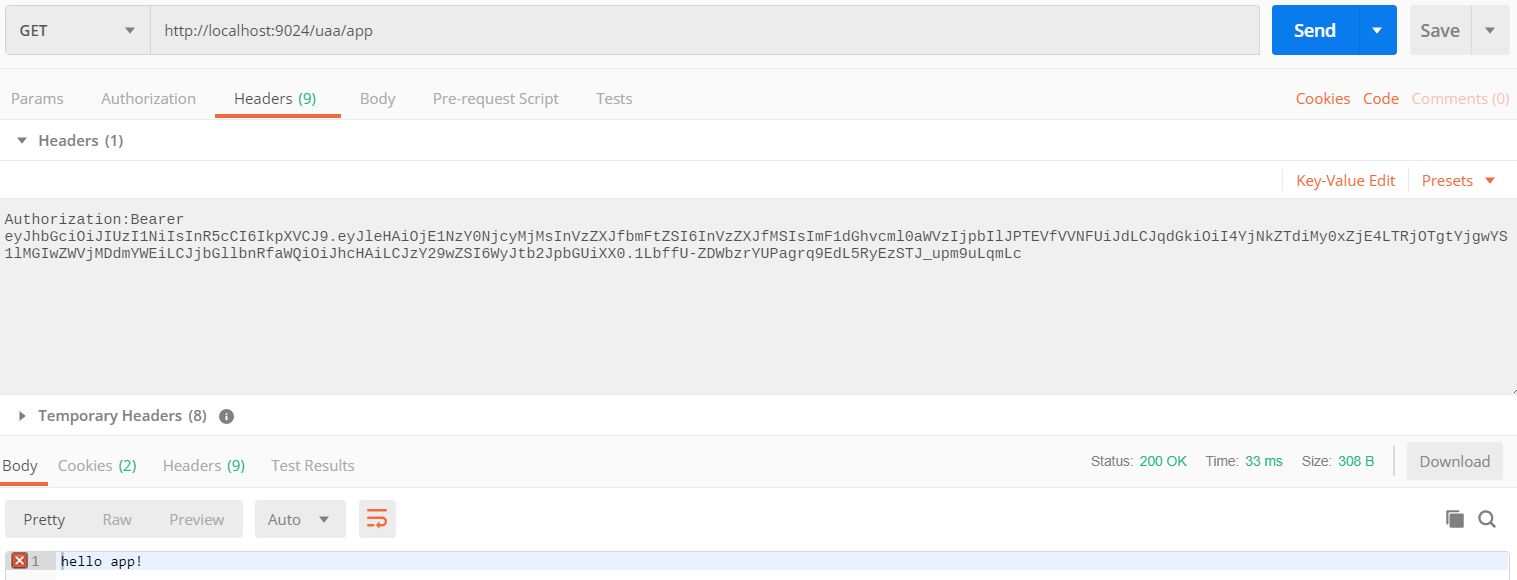 GET http://localhost:9024/uaa/app Send Save
Params Authorization Headers (9) Body Pre-request Script Tests Cookies Code Comments (0)
Headers (1)
Key-Value Edit Presets
Authorization:Bearer
eyJhbGciOiJIUzI1NiIsInR5cCI6IkpXVCJ9.eyJleHAiOjE1NzY0NjcyMjMsInVzZXJfbmFtZSI6InVzZXJfMSIsImF1dGhvcml0aWVzIjpbIlJPTEVfVVNFUiJdLCJqdGkiOiI4YjNkZTdiMy0xZjE4LTRjOTgtYjgwYS
1lMGIwZWVjMDdmYWEiLCJjbGllbnRfaWQiOiJhcHAiLCJzY29wZSI6WyJtb2JpbGUiXX0.1LbffU-ZDWbzrYUPagrq9EdL5RyEzSTJ_upm9uLqmLc
Temporary Headers (8)
Body Cookies (2) Headers (9) Test Results Status: 200 OK Time: 33 ms Size: 308 B Download
Pretty Raw Preview Auto
1 hello app!